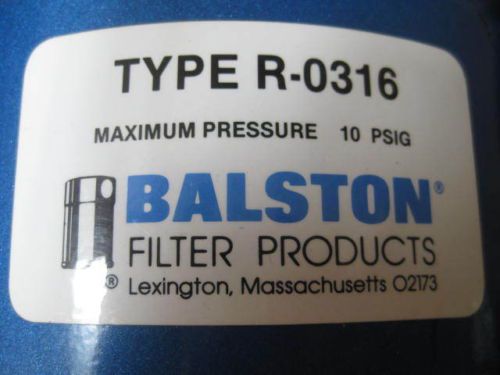 TYPE R-0316
MAXIMUM PRESSURE 10 PSIG
BALSTON®
FILTER PRODUCTS
® Lexington, Massachusetts 02173